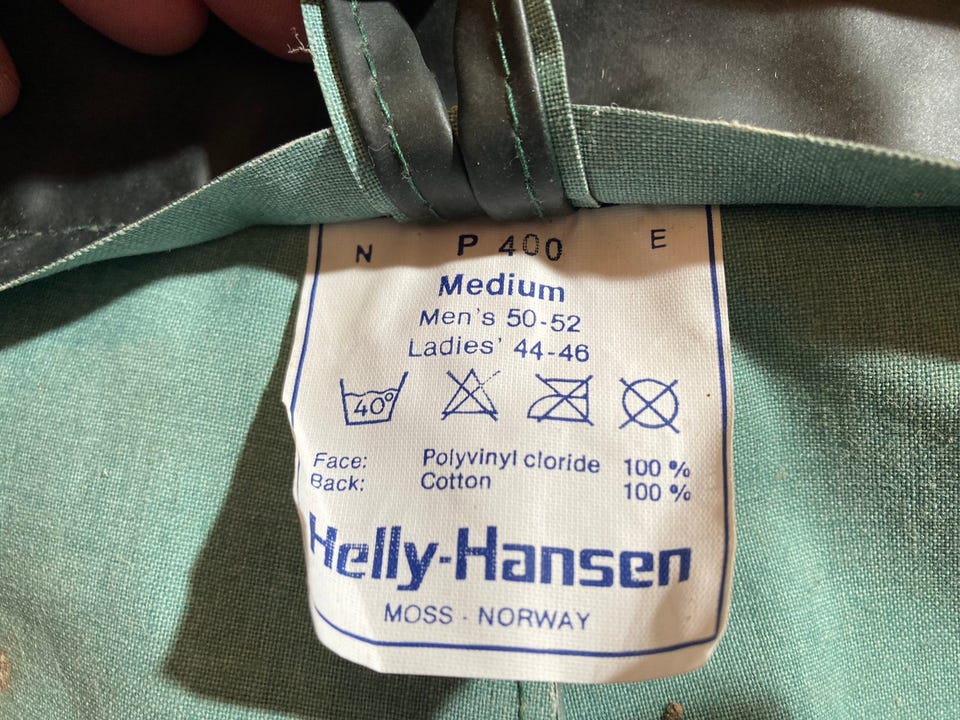 N P 400 E
Medium
Men's 50-52
Ladies' 44-46
40°
Face: Polyvinyl cloride 100 %
Back: Cotton 100 %
Helly-Hansen
MOSS - NORWAY